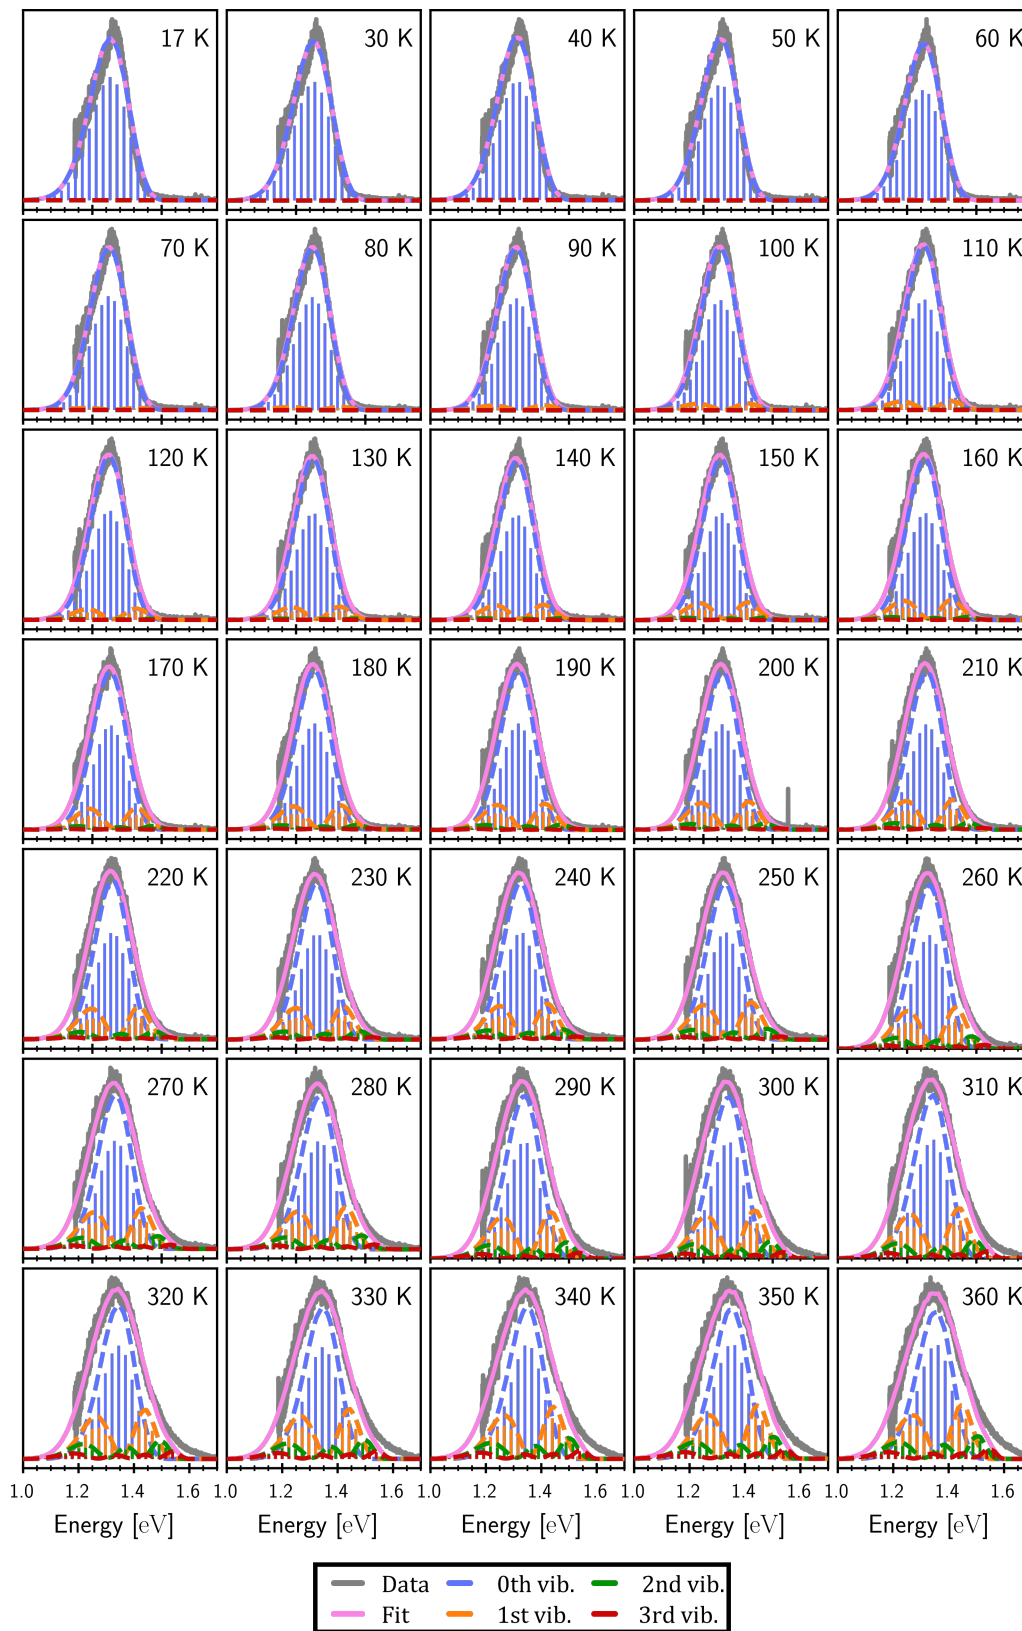 17 K 30 K 40 K 50 K 60 K
70 K 80 K 90 K 100 K 110 K
120 K 130 K 140 K 150 K 160 K
170 K 180 K 190 K 200 K 210 K
220 K 230 K 240 K 250 K 260 K
270 K 280 K 290 K 300 K 310 K
320 K 330 K 340 K 350 K 360 K
1.0 1.2 1.4 1.6 1.0 1.2 1.4 1.6 1.0 1.2 1.4 1.6 1.0 1.2 1.4 1.6 1.0 1.2 1.4 1.6
Energy [eV] Energy [eV] Energy [eV] Energy [eV] Energy [eV]
Data 0th vib. 2nd vib.
Fit 1st vib. 3rd vib.